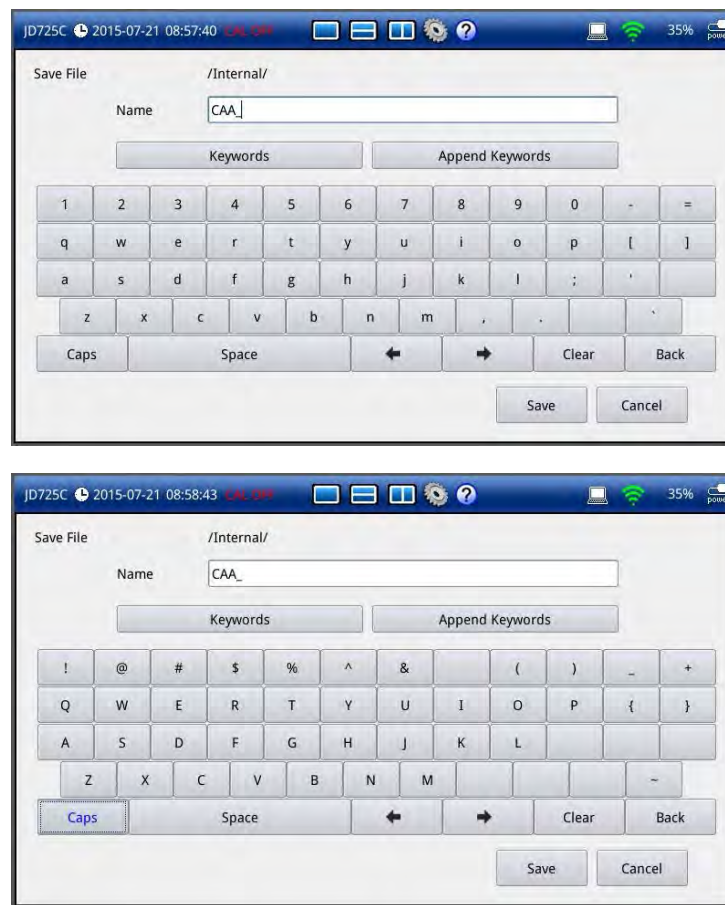 JD725C 2015-07-21 08:57:40 CAL OFF 35%
Save File /Internal/
Name CAA_
Keywords Append Keywords
1 2 3 4 5 6 7 8 9 0 - =
q w e r t y u i o p [ ]
a s d f g h j k l ; '
z x c v b n m , . `
Caps Space Clear Back
Save Cancel
JD725C 2015-07-21 08:58:43 CAL OFF 35%
Save File /Internal/
Name CAA_
Keywords Append Keywords
! @ # $ % ^ & ( ) _ +
Q W E R T Y U I O P { }
A S D F G H J K L
Z X C V B N M ~
Caps Space Clear Back
Save Cancel